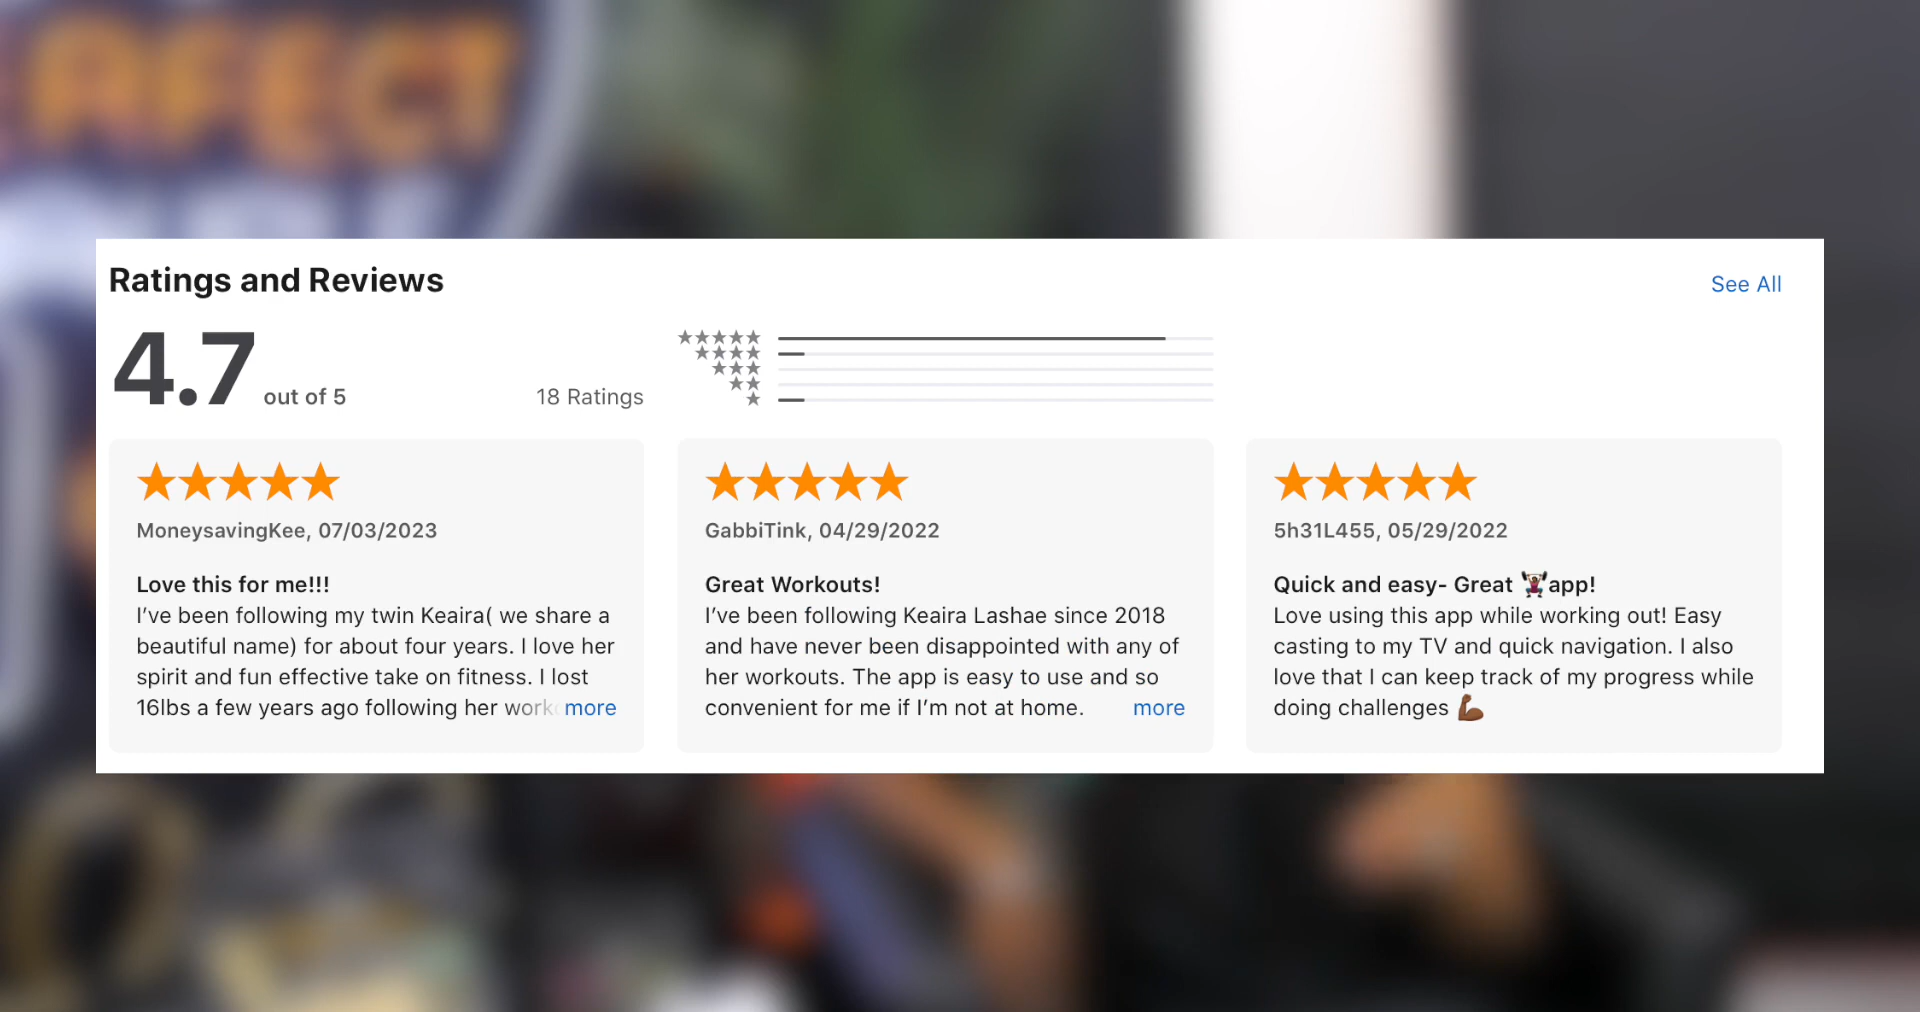 Ratings and Reviews
See All
4.7 out of 5
18 Ratings
MoneysavingKee, 07/03/2023
Love this for me!!!
I’ve been following my twin Keaira( we share a
beautiful name) for about four years. I love her
spirit and fun effective take on fitness. I lost
16lbs a few years ago following her more
GabbiTink, 04/29/2022
Great Workouts!
I’ve been following Keaira Lashae since 2018
and have never been disappointed with any of
her workouts. The app is easy to use and so
convenient for me if I’m not at home. more
5h31L455, 05/29/2022
Quick and easy- Great 🏋🏾‍♀️app!
Love using this app while working out! Easy
casting to my TV and quick navigation. I also
love that I can keep track of my progress while
doing challenges 💪🏾